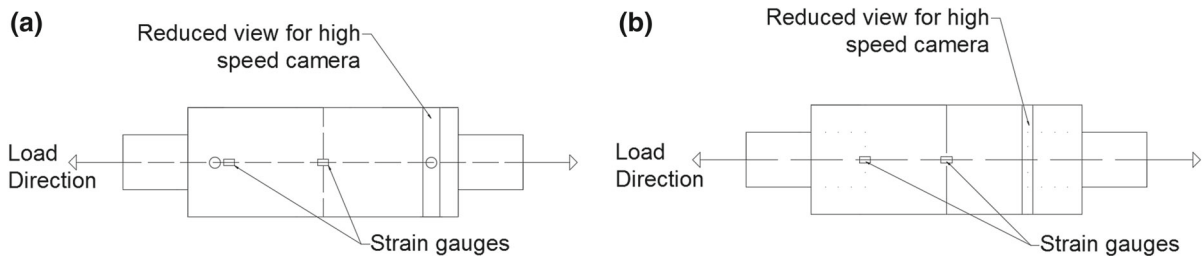 (a)
Reduced view for high
speed camera
Load
Direction
Strain gauges
(b)
Reduced view for high
speed camera
Load
Direction
Strain gauges